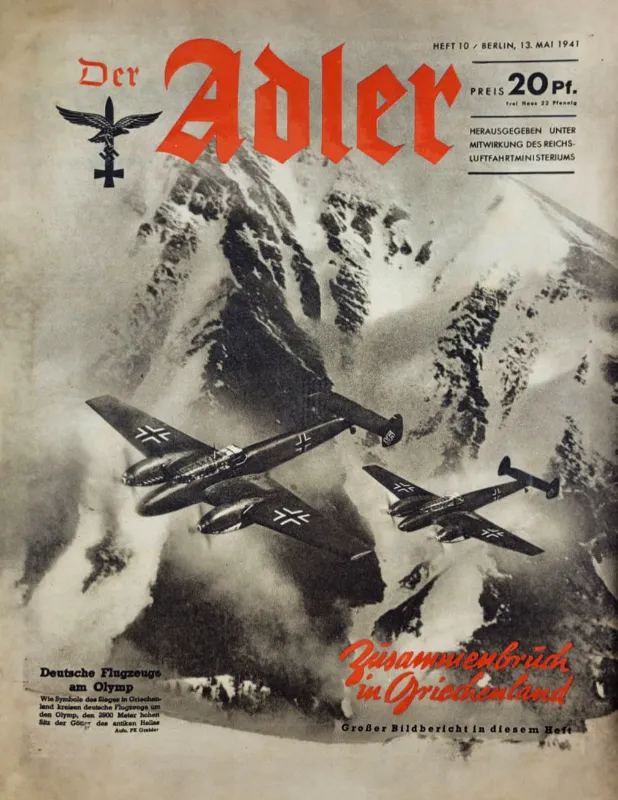 HEFT 10 / BERLIN, 13. MAI 1941
Der Adler
PREIS 20 Pf.
frei Haus 22 Pfennig
HERAUSGEGEBEN UNTER
MITWIRKUNG DES REICHS-
LUFTFAHRTMINISTERIUMS
Deutsche Flugzeuge
am Olymp
Wie Symbole des Sieges in Griechen-
land kreisen deutsche Flugzeuge um
den Olymp, den 2900 Meter hohen
Sitz der Götter des antiken Hellas
Aufn. PK
Zusammenbruch
in Griechenland
Großer Bildbericht in diesem Heft